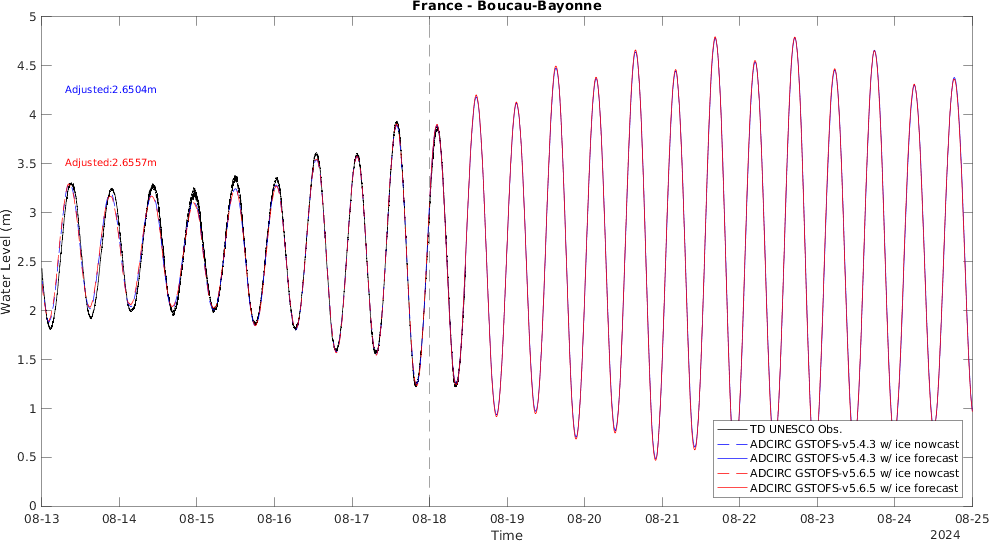 France - Boucau-Bayonne
5
4.5
4
3.5
3
2.5
2
1.5
1
0.5
0
Water Level (m)
Adjusted:2.6504m
Adjusted:2.6557m
TD UNESCO Obs.
ADCIRC GSTOFS-v5.4.3 w/ ice nowcast
ADCIRC GSTOFS-v5.4.3 w/ ice forecast
ADCIRC GSTOFS-v5.6.5 w/ ice nowcast
ADCIRC GSTOFS-v5.6.5 w/ ice forecast
08-13 08-14 08-15 08-16 08-17 08-18 08-19 08-20 08-21 08-22 08-23 08-24 08-25
Time
2024